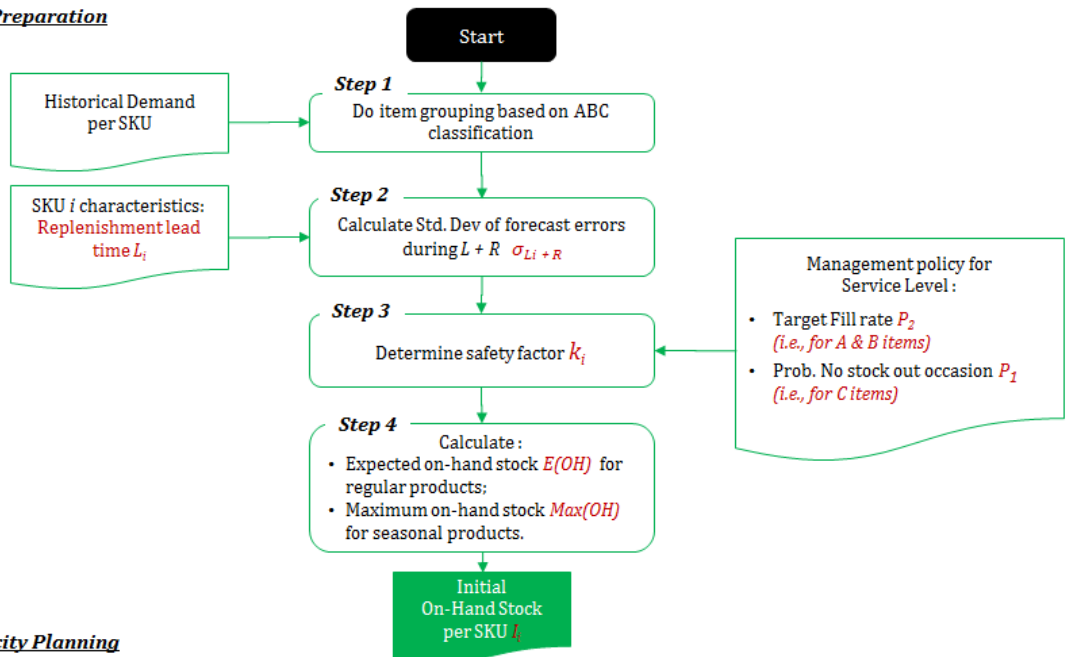 Preparation
Start
Step 1
Historical Demand
per SKU
Do item grouping based on ABC
classification
Step 2
SKU i characteristics:
Replenishment lead
time Li
Calculate Std. Dev of forecast errors
during L + R σLi + R
Management policy for
Service Level :
• Target Fill rate P2
(i.e., for A & B items)
• Prob. No stock out occasion P1
(i.e., for C items)
Step 3
Determine safety factor ki
Step 4
Calculate :
• Expected on-hand stock E(OH) for
regular products;
• Maximum on-hand stock Max(OH)
for seasonal products.
Initial
On-Hand Stock
per SKU Ii
city Planning